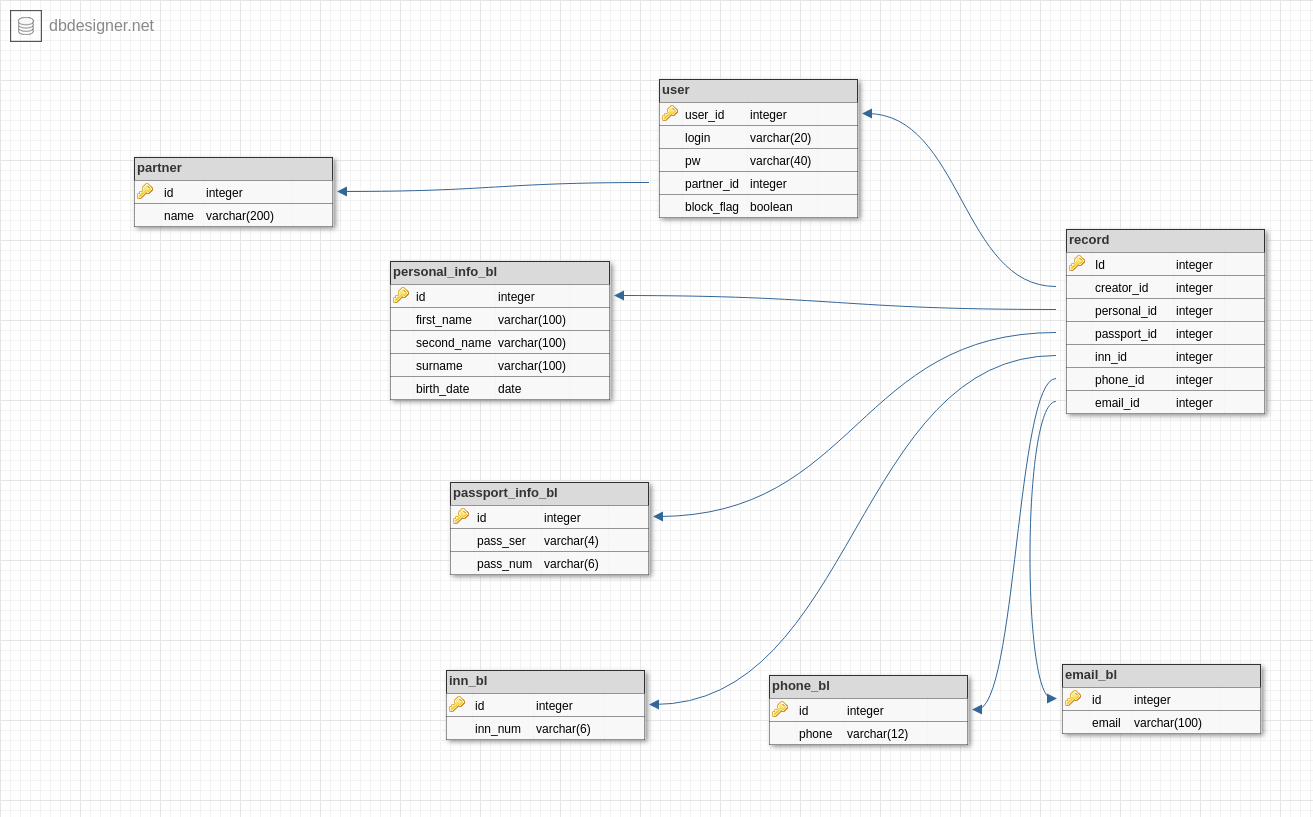 dbdesigner.net
user
user_id integer
login varchar(20)
pw varchar(40)
partner_id integer
block_flag boolean
partner
id integer
name varchar(200)
record
Id integer
creator_id integer
personal_id integer
passport_id integer
inn_id integer
phone_id integer
email_id integer
personal_info_bl
id integer
first_name varchar(100)
second_name varchar(100)
surname varchar(100)
birth_date date
passport_info_bl
id integer
pass_ser varchar(4)
pass_num varchar(6)
inn_bl
id integer
inn_num varchar(6)
phone_bl
id integer
phone varchar(12)
email_bl
id integer
email varchar(100)